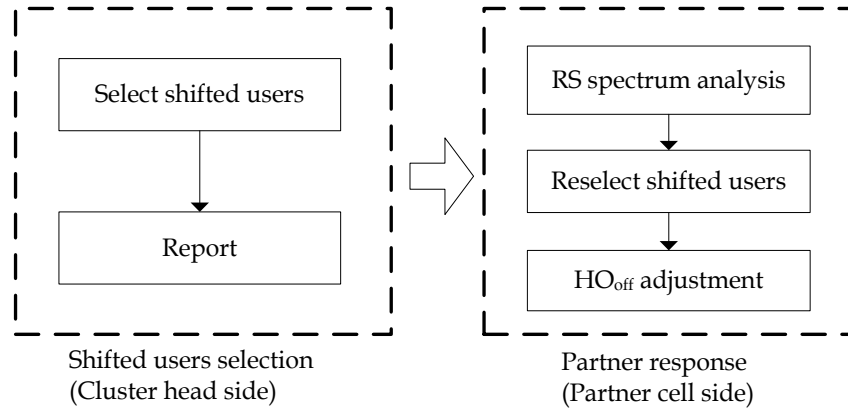 Select shifted users
Report
Shifted users selection
(Cluster head side)
RS spectrum analysis
Reselect shifted users
HOoff adjustment
Partner response
(Partner cell side)